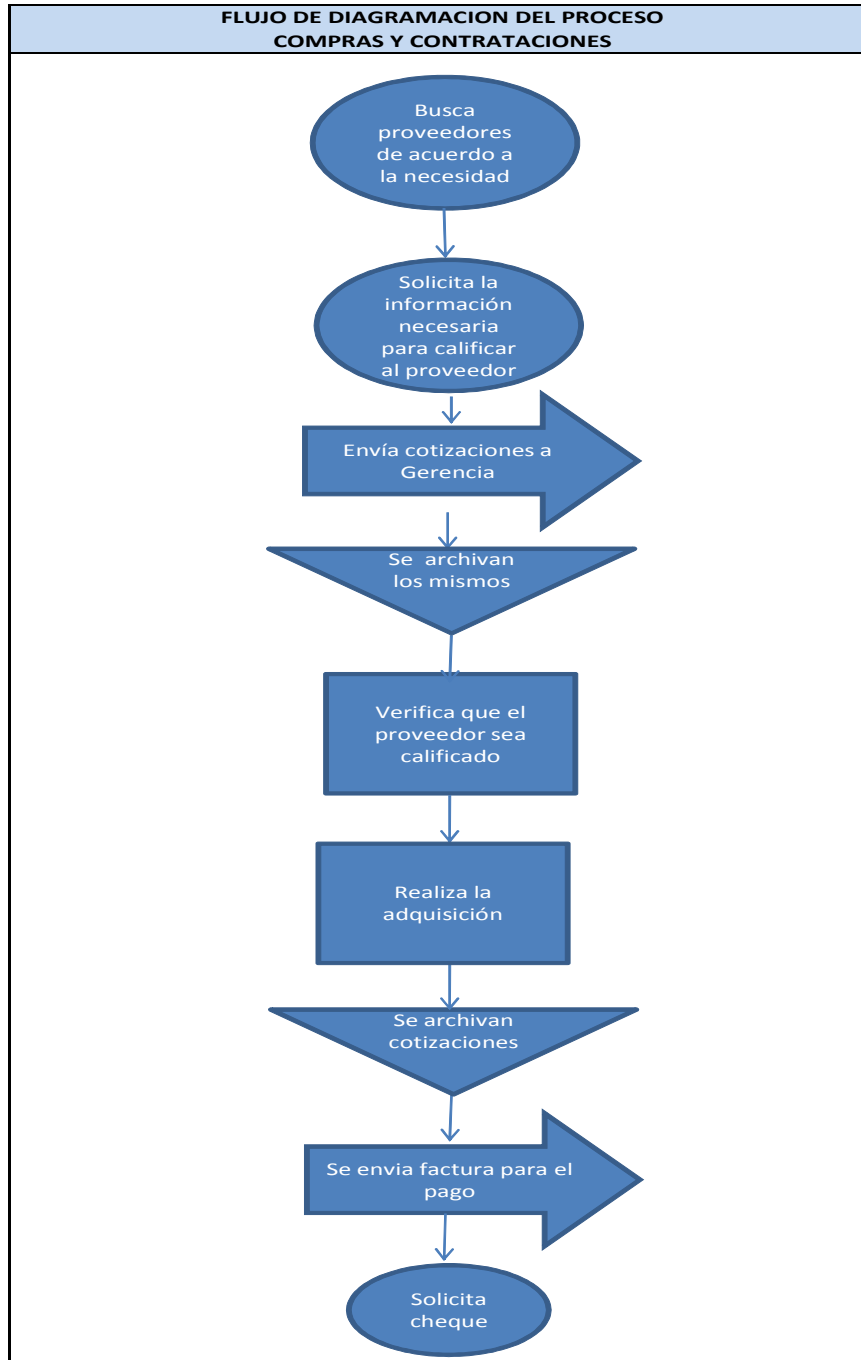 FLUJO DE DIAGRAMACION DEL PROCESO
COMPRAS Y CONTRATACIONES
Busca
proveedores
de acuerdo a
la necesidad
Solicita la
información
necesaria
para calificar
al proveedor
Envía cotizaciones a
Gerencia
Se archivan
los mismos
Verifica que el
proveedor sea
calificado
Realiza la
adquisición
Se archivan
cotizaciones
Se envia factura para el
pago
Solicita
cheque